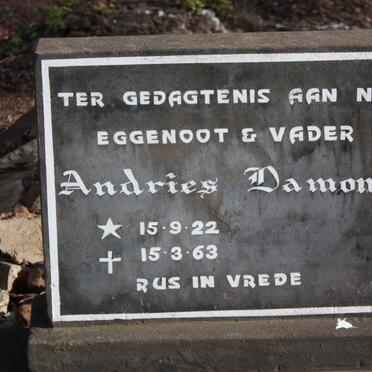 TER GEDAGTENIS AAN
EGGENOOT & VADER
Andries Damon
15·9·22
15·3·63
RUS IN VREDE